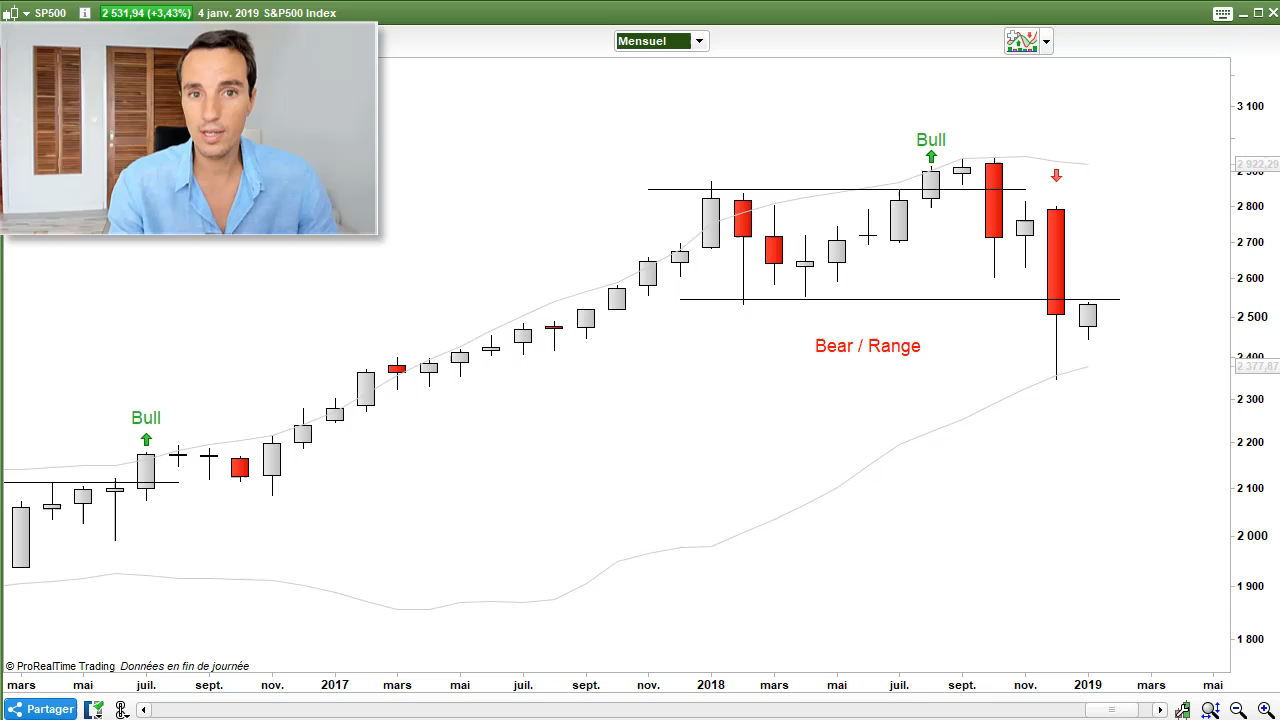 SP500 2 531,94 (+3,43%) 4 janv. 2019 S&P500 Index
Mensuel
3 100
Bull
2 922,29
2 800
2 700
2 600
2 500
Bear / Range
2 377,87
2 300
Bull
2 200
2 100
2 000
1 900
1 800
© ProRealTime Trading Données en fin de journée
mars mai juil. sept. nov. 2017 mars mai juil. sept. nov. 2018 mars mai juil. sept. nov. 2019 mars mai
Partager